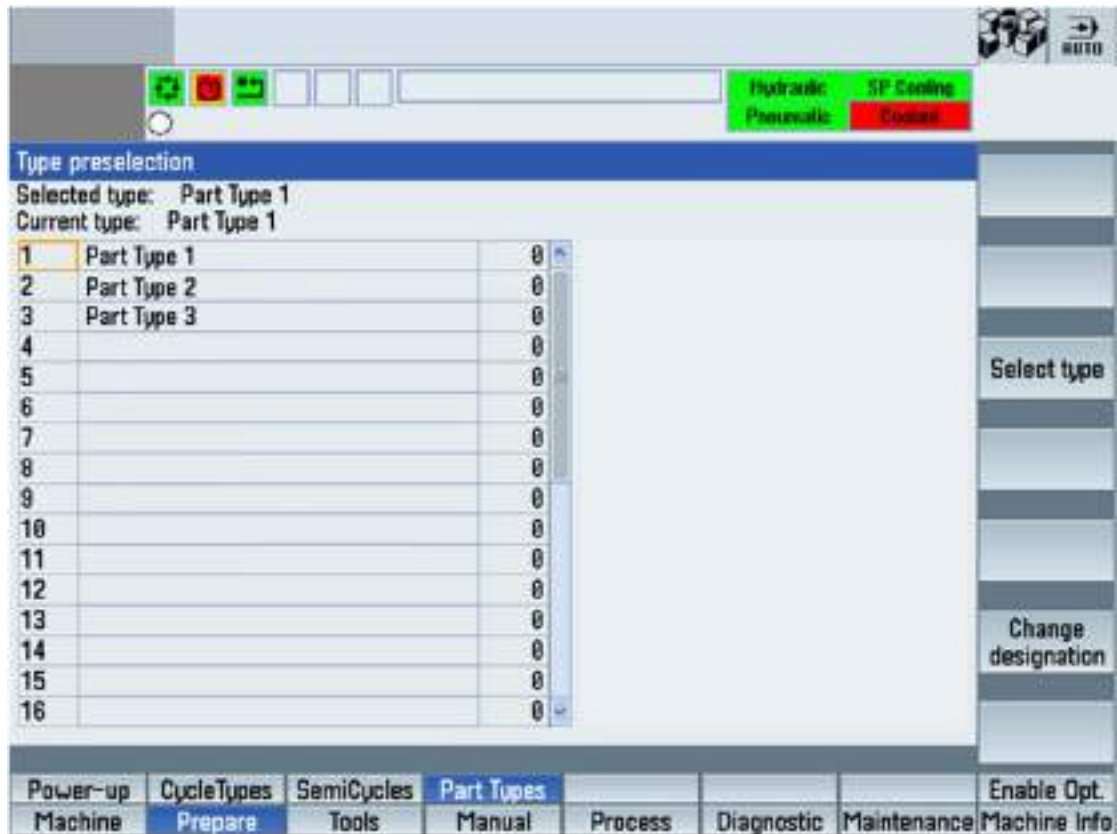 AUTO
Hydraulic SP Cooling
Pneumatic Coolant
Type preselection
Selected type: Part Type 1
Current type: Part Type 1
1 Part Type 1 0
2 Part Type 2 0
3 Part Type 3 0
4 0
5 0
6 0
7 0
8 0
9 0
10 0
11 0
12 0
13 0
14 0
15 0
16 0
Select type
Change
designation
Power-up CycleTypes SemiCycles Part Types Enable Opt.
Machine Prepare Tools Manual Process Diagnostic Maintenance Machine Info